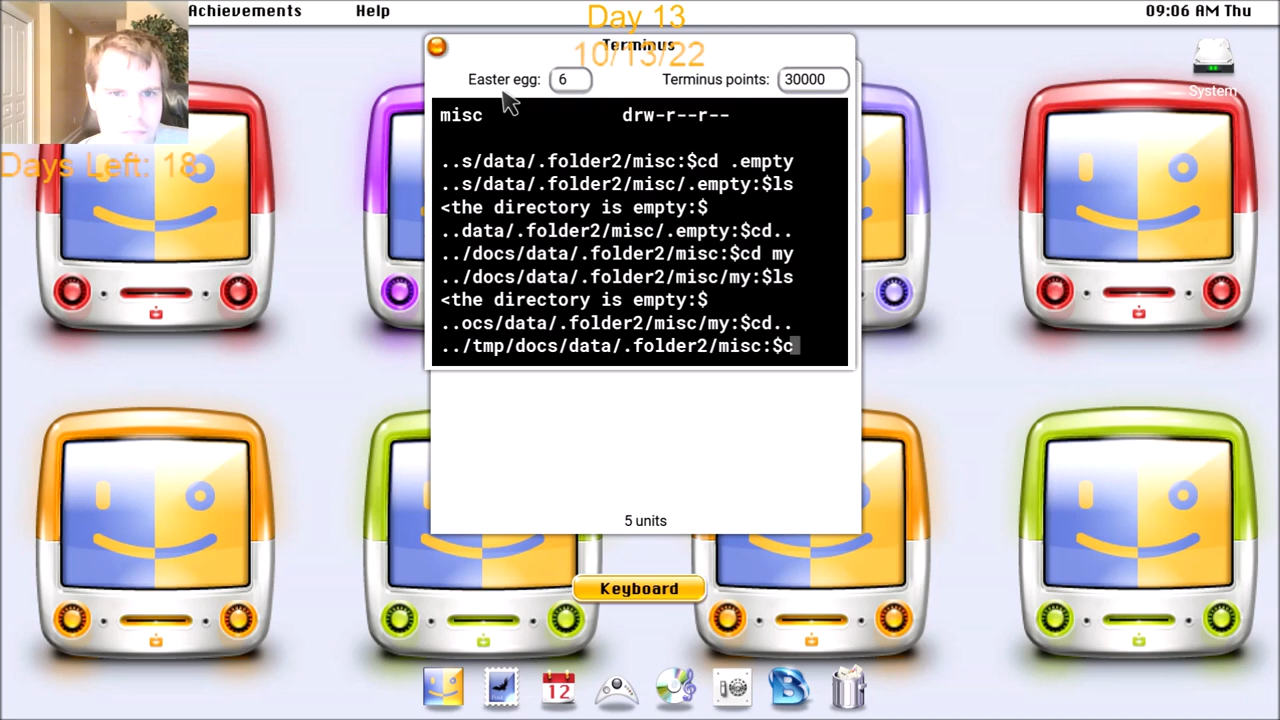 Achievements Help 09:06 AM Thu
Day 13
10/13/22
Days Left: 18
Terminus
Easter egg: 6 Terminus points: 30000
System
misc drw-r--r--
..s/data/.folder2/misc:$cd .empty
..s/data/.folder2/misc/.empty:$ls
<the directory is empty:$
..data/.folder2/misc/.empty:$cd..
../docs/data/.folder2/misc:$cd my
../docs/data/.folder2/misc/my:$ls
<the directory is empty:$
..ocs/data/.folder2/misc/my:$cd..
../tmp/docs/data/.folder2/misc:$c
5 units
Keyboard
12
B